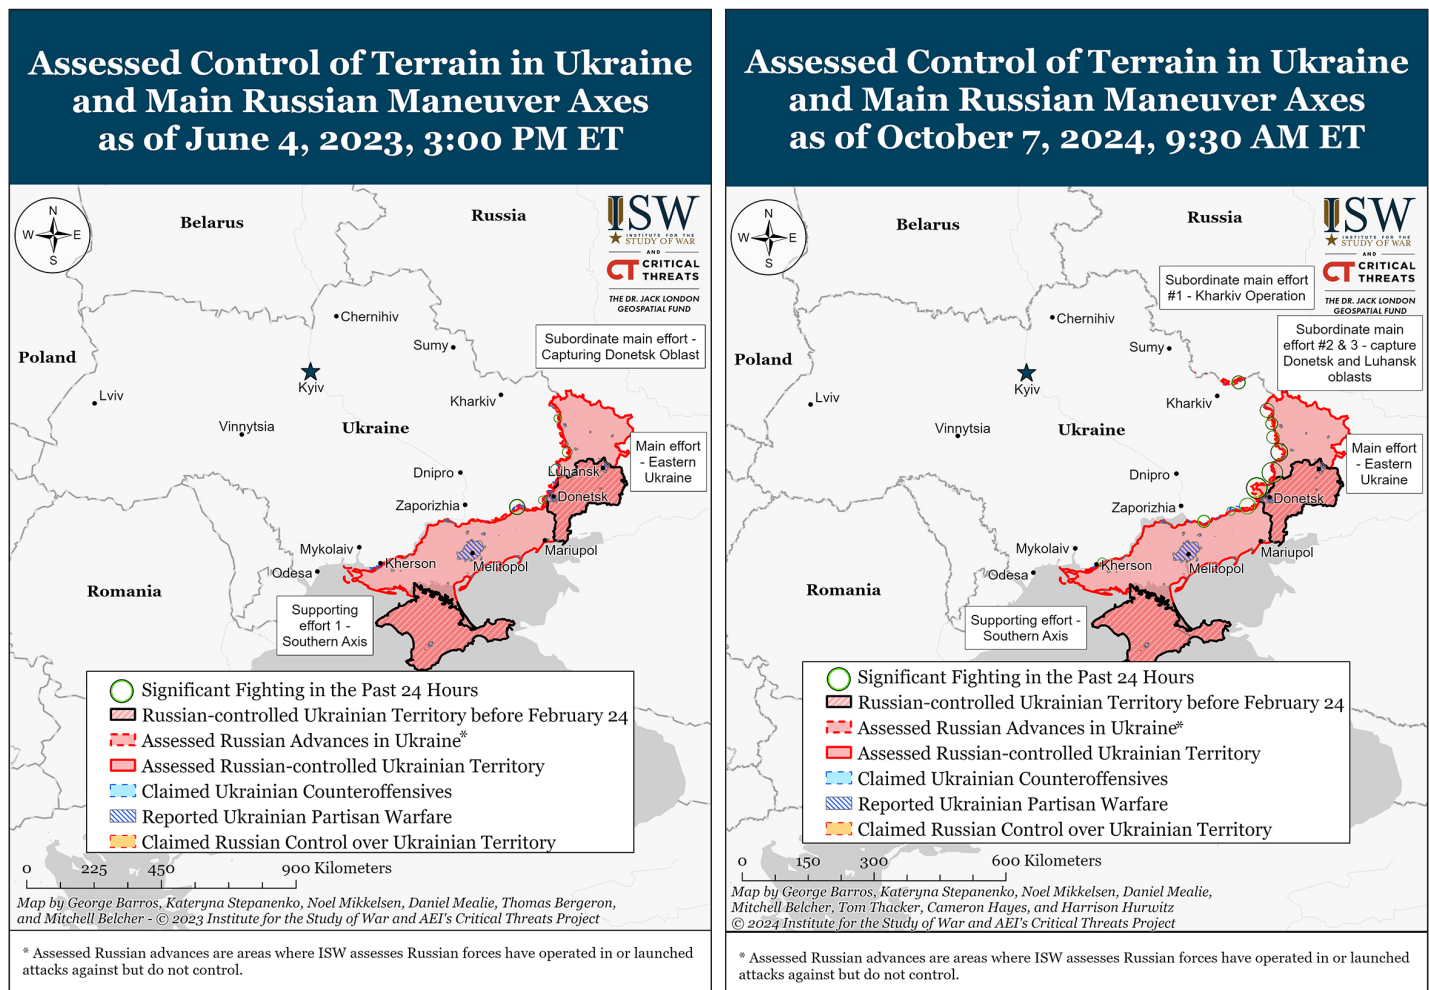 Assessed Control of Terrain in Ukraine
and Main Russian Maneuver Axes
as of June 4, 2023, 3:00 PM ET
N
W
E
S
Belarus
Russia
ISW
INSTITUTE FOR THE
STUDY OF WAR
AND
CT CRITICAL
THREATS
THE DR. JACK LONDON
GEOSPATIAL FUND
Chernihiv
Sumy
Subordinate main effort -
Capturing Donetsk Oblast
Poland
Kyiv
Lviv
Kharkiv
Vinnytsia
Ukraine
Main effort
- Eastern
Ukraine
Dnipro
Luhansk
Zaporizhia
Donetsk
Mykolaiv
Mariupol
Odesa
Kherson
Melitopol
Romania
Supporting
effort 1 -
Southern Axis
Significant Fighting in the Past 24 Hours
Russian-controlled Ukrainian Territory before February 24
Assessed Russian Advances in Ukraine*
Assessed Russian-controlled Ukrainian Territory
Claimed Ukrainian Counteroffensives
Reported Ukrainian Partisan Warfare
Claimed Russian Control over Ukrainian Territory
0 225 450 900 Kilometers
Map by George Barros, Kateryna Stepanenko, Noel Mikkelsen, Daniel Mealie, Thomas Bergeron,
and Mitchell Belcher - © 2023 Institute for the Study of War and AEI's Critical Threats Project
* Assessed Russian advances are areas where ISW assesses Russian forces have operated in or launched
attacks against but do not control.
Assessed Control of Terrain in Ukraine
and Main Russian Maneuver Axes
as of October 7, 2024, 9:30 AM ET
N
W
E
S
Belarus
Russia
ISW
INSTITUTE FOR THE
STUDY OF WAR
AND
CT CRITICAL
THREATS
THE DR. JACK LONDON
GEOSPATIAL FUND
Subordinate main effort
#1 - Kharkiv Operation
Chernihiv
Sumy
Subordinate main
effort #2 & 3 - capture
Donetsk and Luhansk
oblasts
Poland
Kyiv
Lviv
Kharkiv
Vinnytsia
Ukraine
Main effort
- Eastern
Ukraine
Dnipro
Zaporizhia
Donetsk
Mykolaiv
Mariupol
Odesa
Kherson
Melitopol
Romania
Supporting effort -
Southern Axis
Significant Fighting in the Past 24 Hours
Russian-controlled Ukrainian Territory before February 24
Assessed Russian Advances in Ukraine*
Assessed Russian-controlled Ukrainian Territory
Claimed Ukrainian Counteroffensives
Reported Ukrainian Partisan Warfare
Claimed Russian Control over Ukrainian Territory
0 150 300 600 Kilometers
Map by George Barros, Kateryna Stepanenko, Noel Mikkelsen, Daniel Mealie,
Mitchell Belcher, Tom Thacker, Cameron Hayes, and Harrison Hurwitz
© 2024 Institute for the Study of War and AEI's Critical Threats Project
* Assessed Russian advances are areas where ISW assesses Russian forces have operated in or launched
attacks against but do not control.